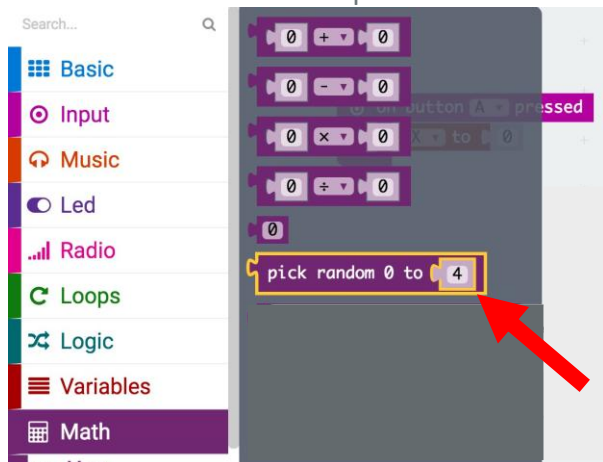 Search...
Basic
Input
Music
Led
Radio
Loops
Logic
Variables
Math
0 + 0
0 - 0
0 × 0
0 ÷ 0
0
pick random 0 to 4
on button A pressed
X to 0